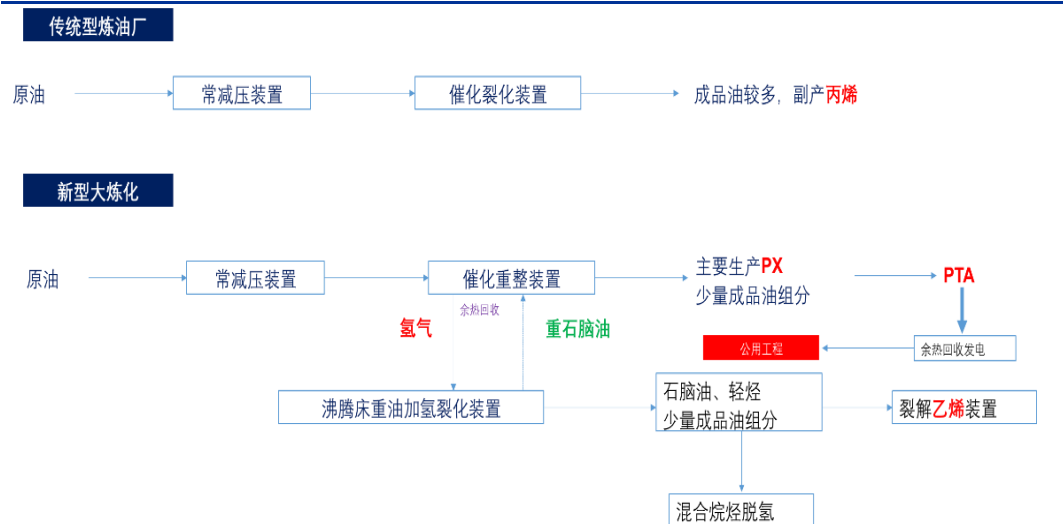 传统型炼油厂
原油
常减压装置
催化裂化装置
成品油较多，副产丙烯
新型大炼化
原油
常减压装置
催化重整装置
主要生产PX
少量成品油组分
PTA
余热回收
氢气
重石脑油
公用工程
余热回收发电
沸腾床重油加氢裂化装置
石脑油、轻烃
少量成品油组分
裂解乙烯装置
混合烷烃脱氢